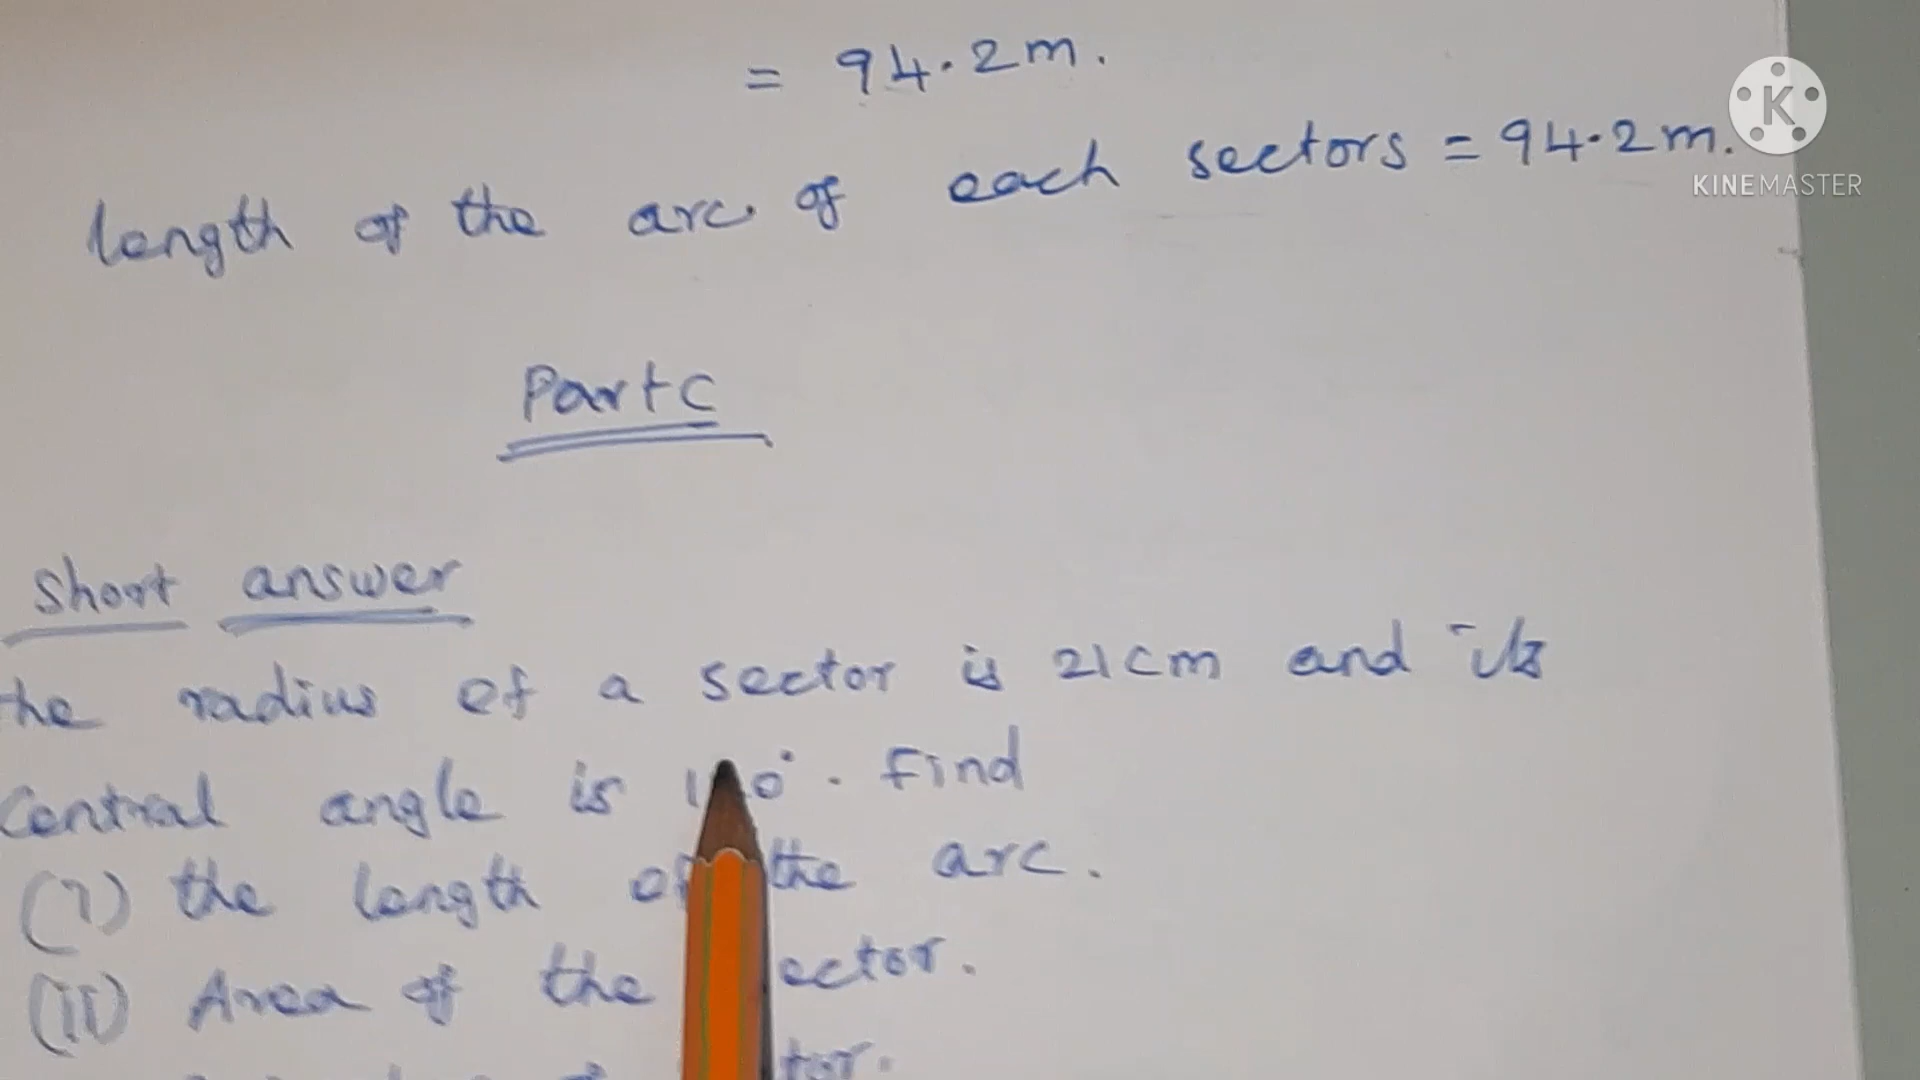 = 94.2m.
length of the arc of each sectors = 94.2m.
KINEMASTER
Part C
Short answer
the radius of a sector is 21cm and its
Central angle is . Find
(I) the length of the arc.
(II) Area of the sector.